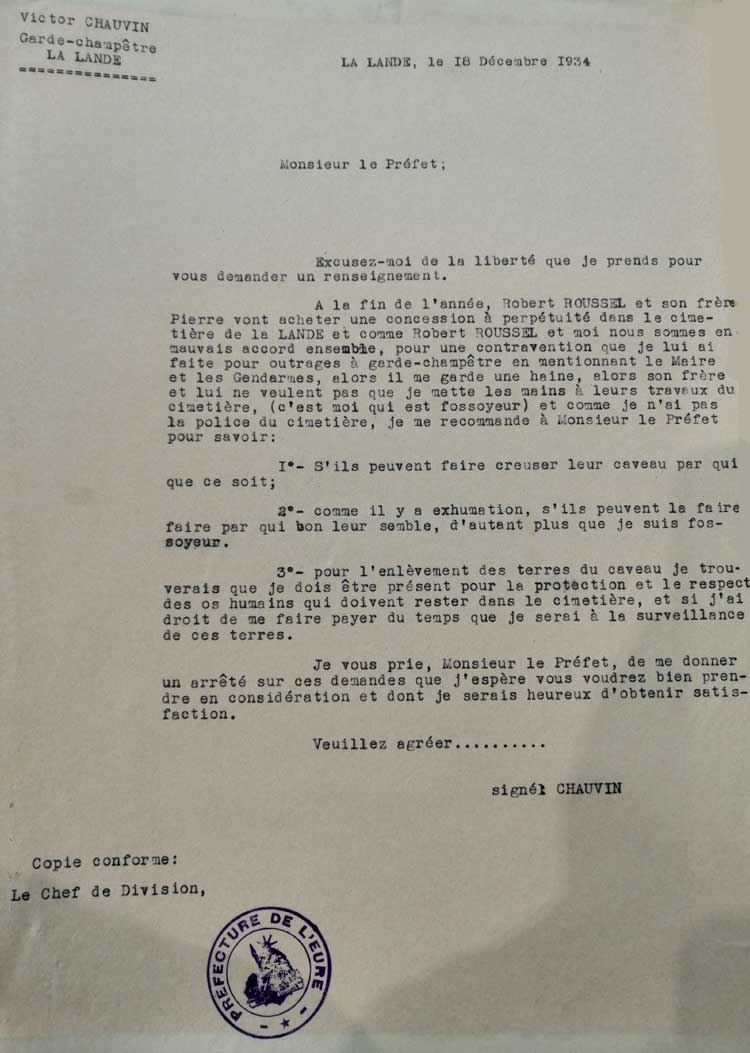 Victor CHAUVIN
Garde-champêtre
LA LANDE
===============
LA LANDE, le I8 Décembre I934
Monsieur le Préfet;
Excusez-moi de la liberté que je prends pour
vous demander un renseignement.
A la fin de l'année, Robert ROUSSEL et son frère
Pierre vont acheter une concession à perpétuité dans le cime-
tière de la LANDE et comme Robert ROUSSEL et moi nous sommes en
mauvais accord ensemble, pour une contravention que je lui ai
faite pour outrages à garde-champêtre en mentionnant le Maire
et les Gendarmes, alors il me garde une haine, alors son frère
et lui ne veulent pas que je mette les mains à leurs travaux du
cimetière, (c'est moi qui est fossoyeur) et comme je n'ai pas
la police du cimetière, je me recommande à Monsieur le Préfet
pour savoir:
I°- S'ils peuvent faire creuser leur caveau par qui
que ce soit;
2°- comme il y a exhumation, s'ils peuvent la faire
faire par qui bon leur semble, d'autant plus que je suis fos-
soyeur.
3°- pour l'enlèvement des terres du caveau je trou-
verais que je dois être présent pour la protection et le respect
des os humains qui doivent rester dans le cimetière, et si j'ai
droit de me faire payer du temps que je serai à la surveillance
de ces terres.
Je vous prie, Monsieur le Préfet, de me donner
un arrêté sur ces demandes que j'espère vous voudrez bien pren-
dre en considération et dont je serais heureux d'obtenir satis-
faction.
Veuillez agréer..........
signé: CHAUVIN
Copie conforme:
Le Chef de Division,
PREFECTURE DE L'EURE